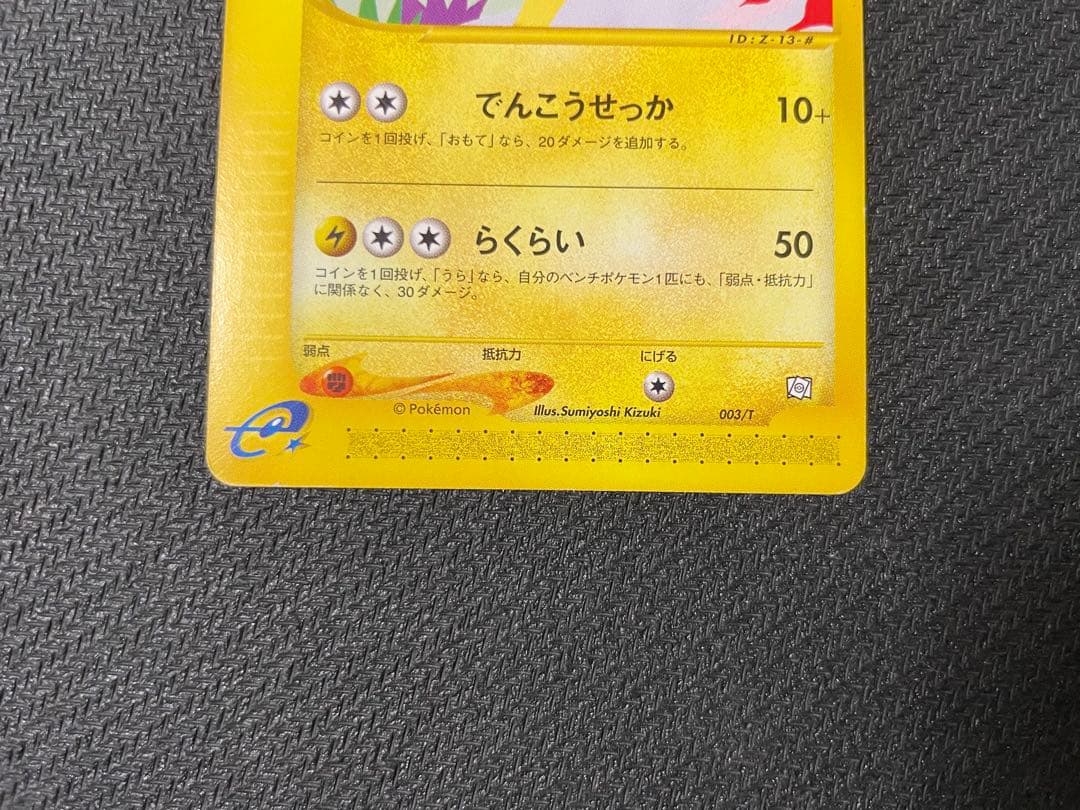 ID:Z-13-#
でんこうせっか 10+
コインを1回投げ、「おもて」なら、20ダメージを追加する。
らくらい 50
コインを1回投げ、「うら」なら、自分のベンチポケモン1匹にも、「弱点・抵抗力」
に関係なく、30ダメージ。
弱点 抵抗力 にげる
© Pokémon Illus.Sumiyoshi Kizuki 003/T
e